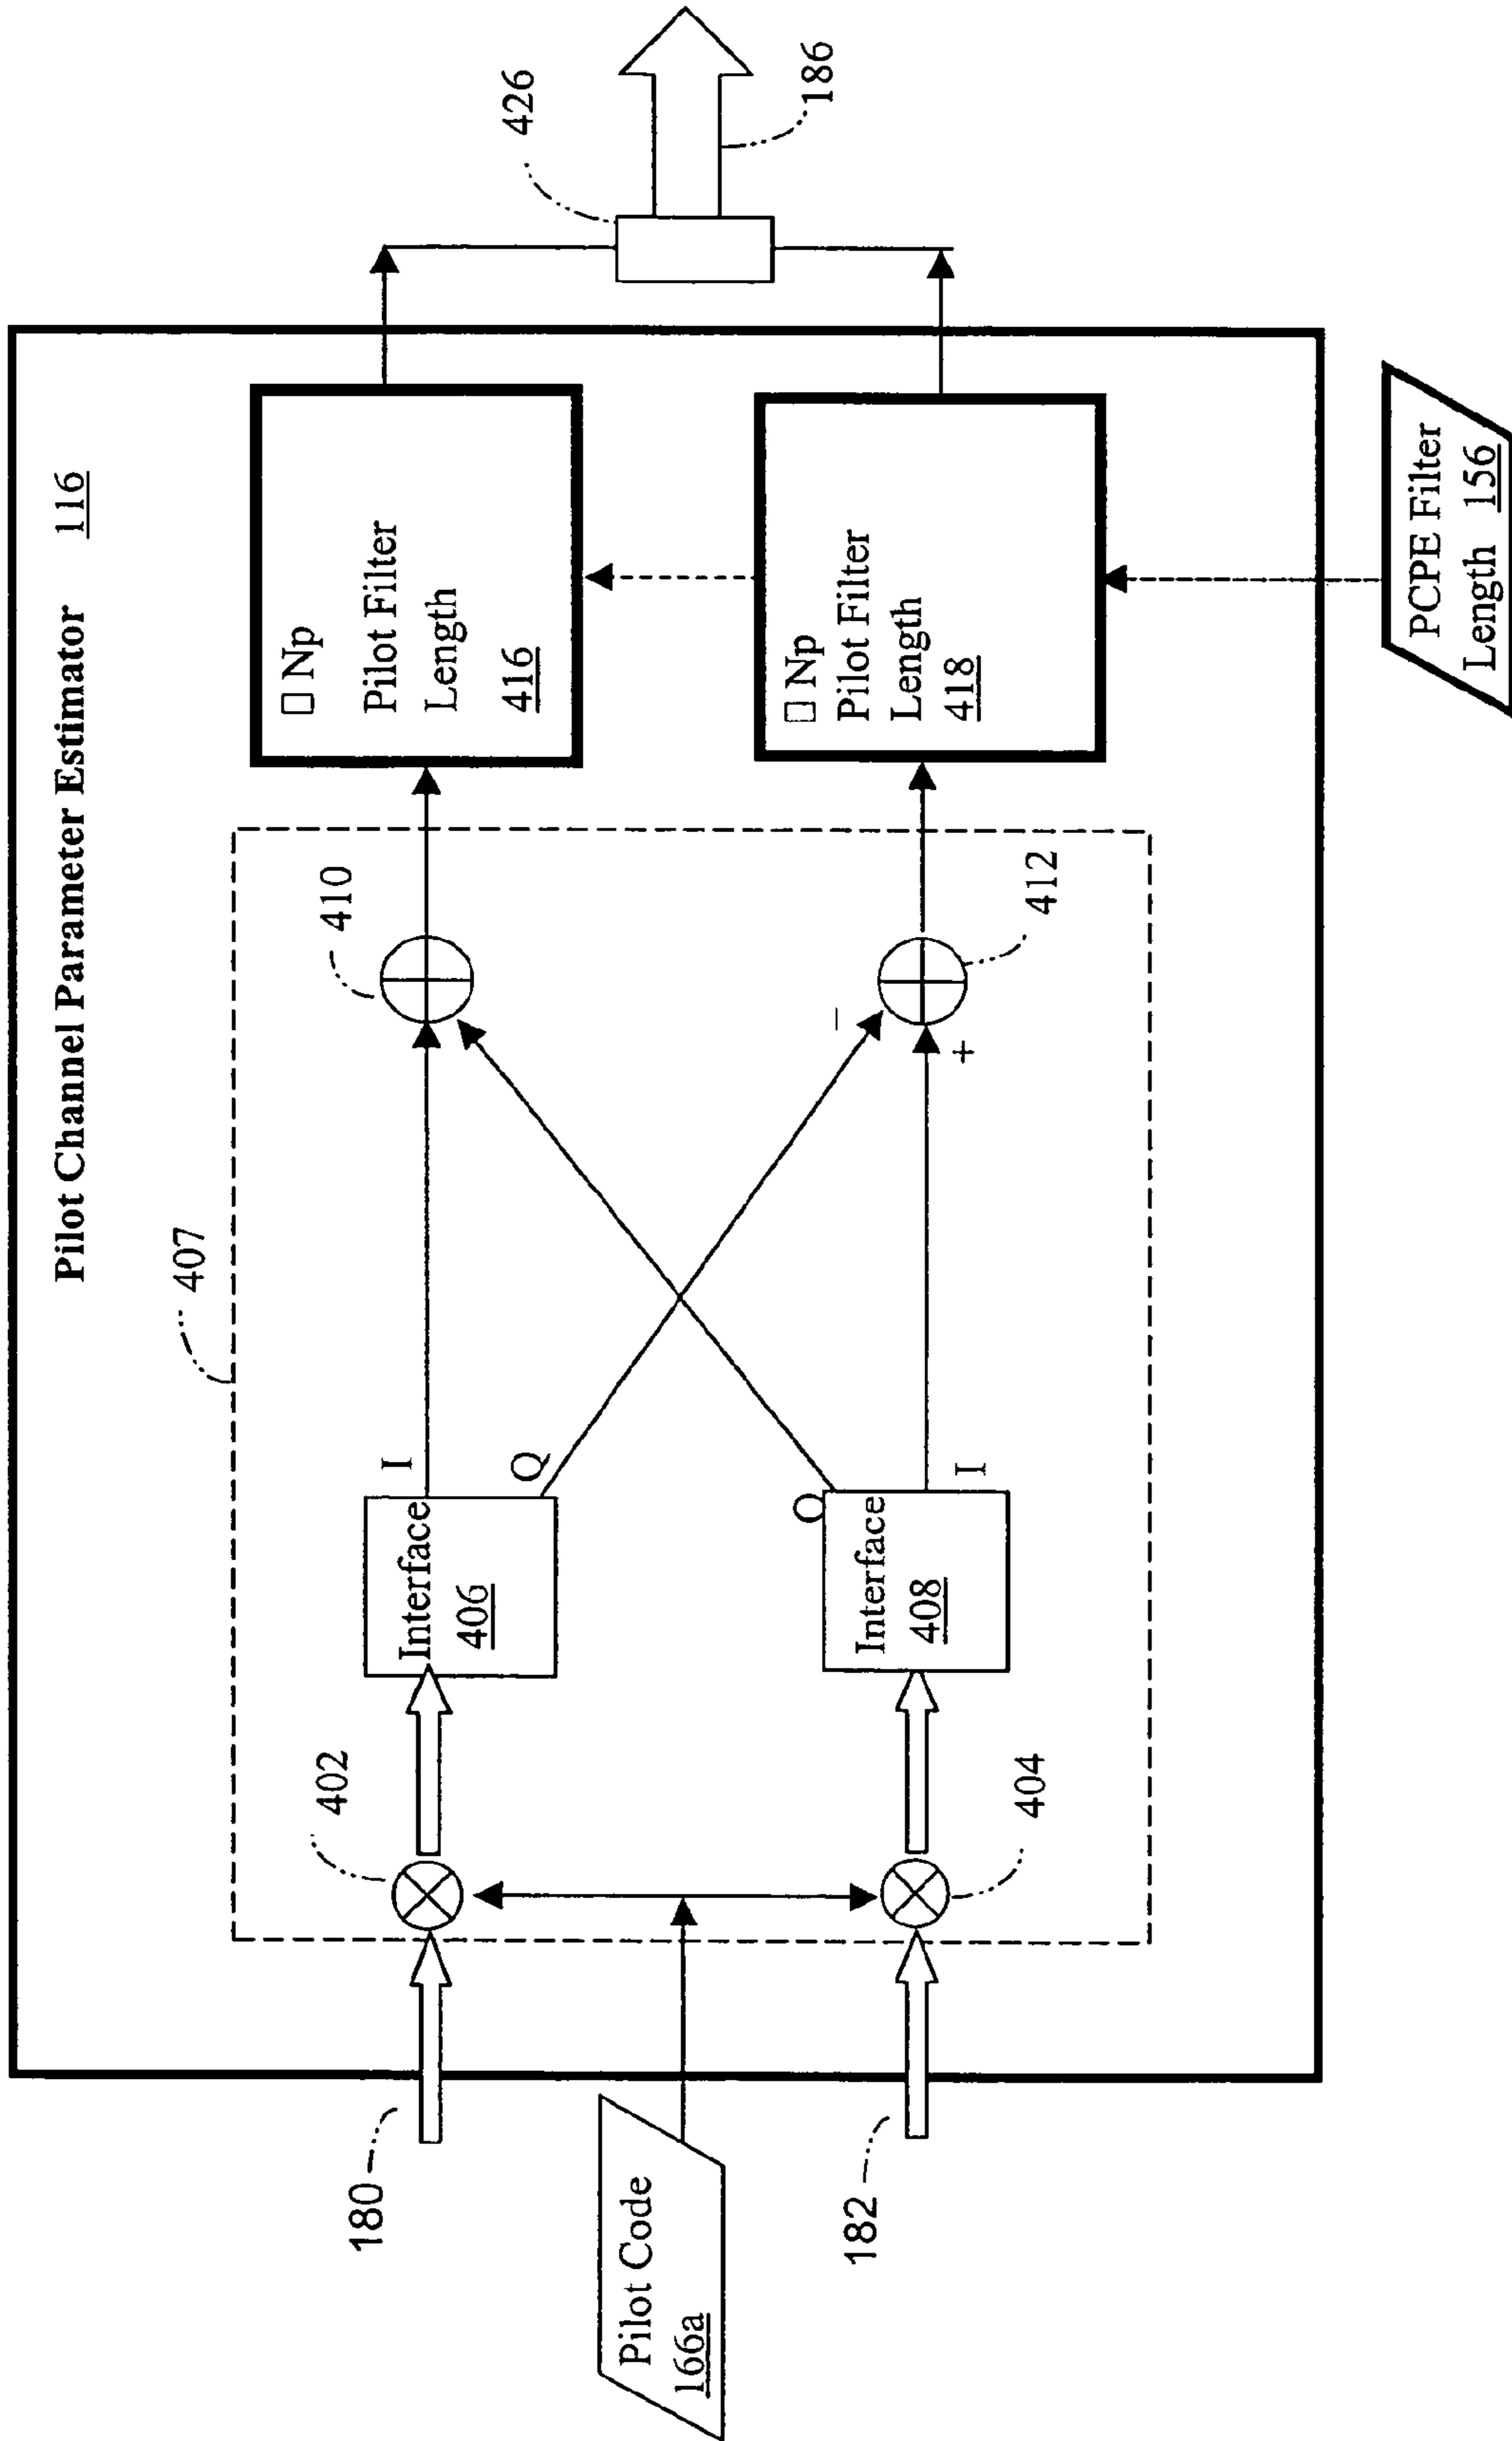 Pilot Channel Parameter Estimator 116
426
186
407
410
412
□ Np
Pilot Filter
Length
416
□ Np
Pilot Filter
Length
418
402
404
Interface
406
I
Q
Interface
408
Q
I
−
+
180
182
Pilot Code
166a
PCPE Filter
Length 156